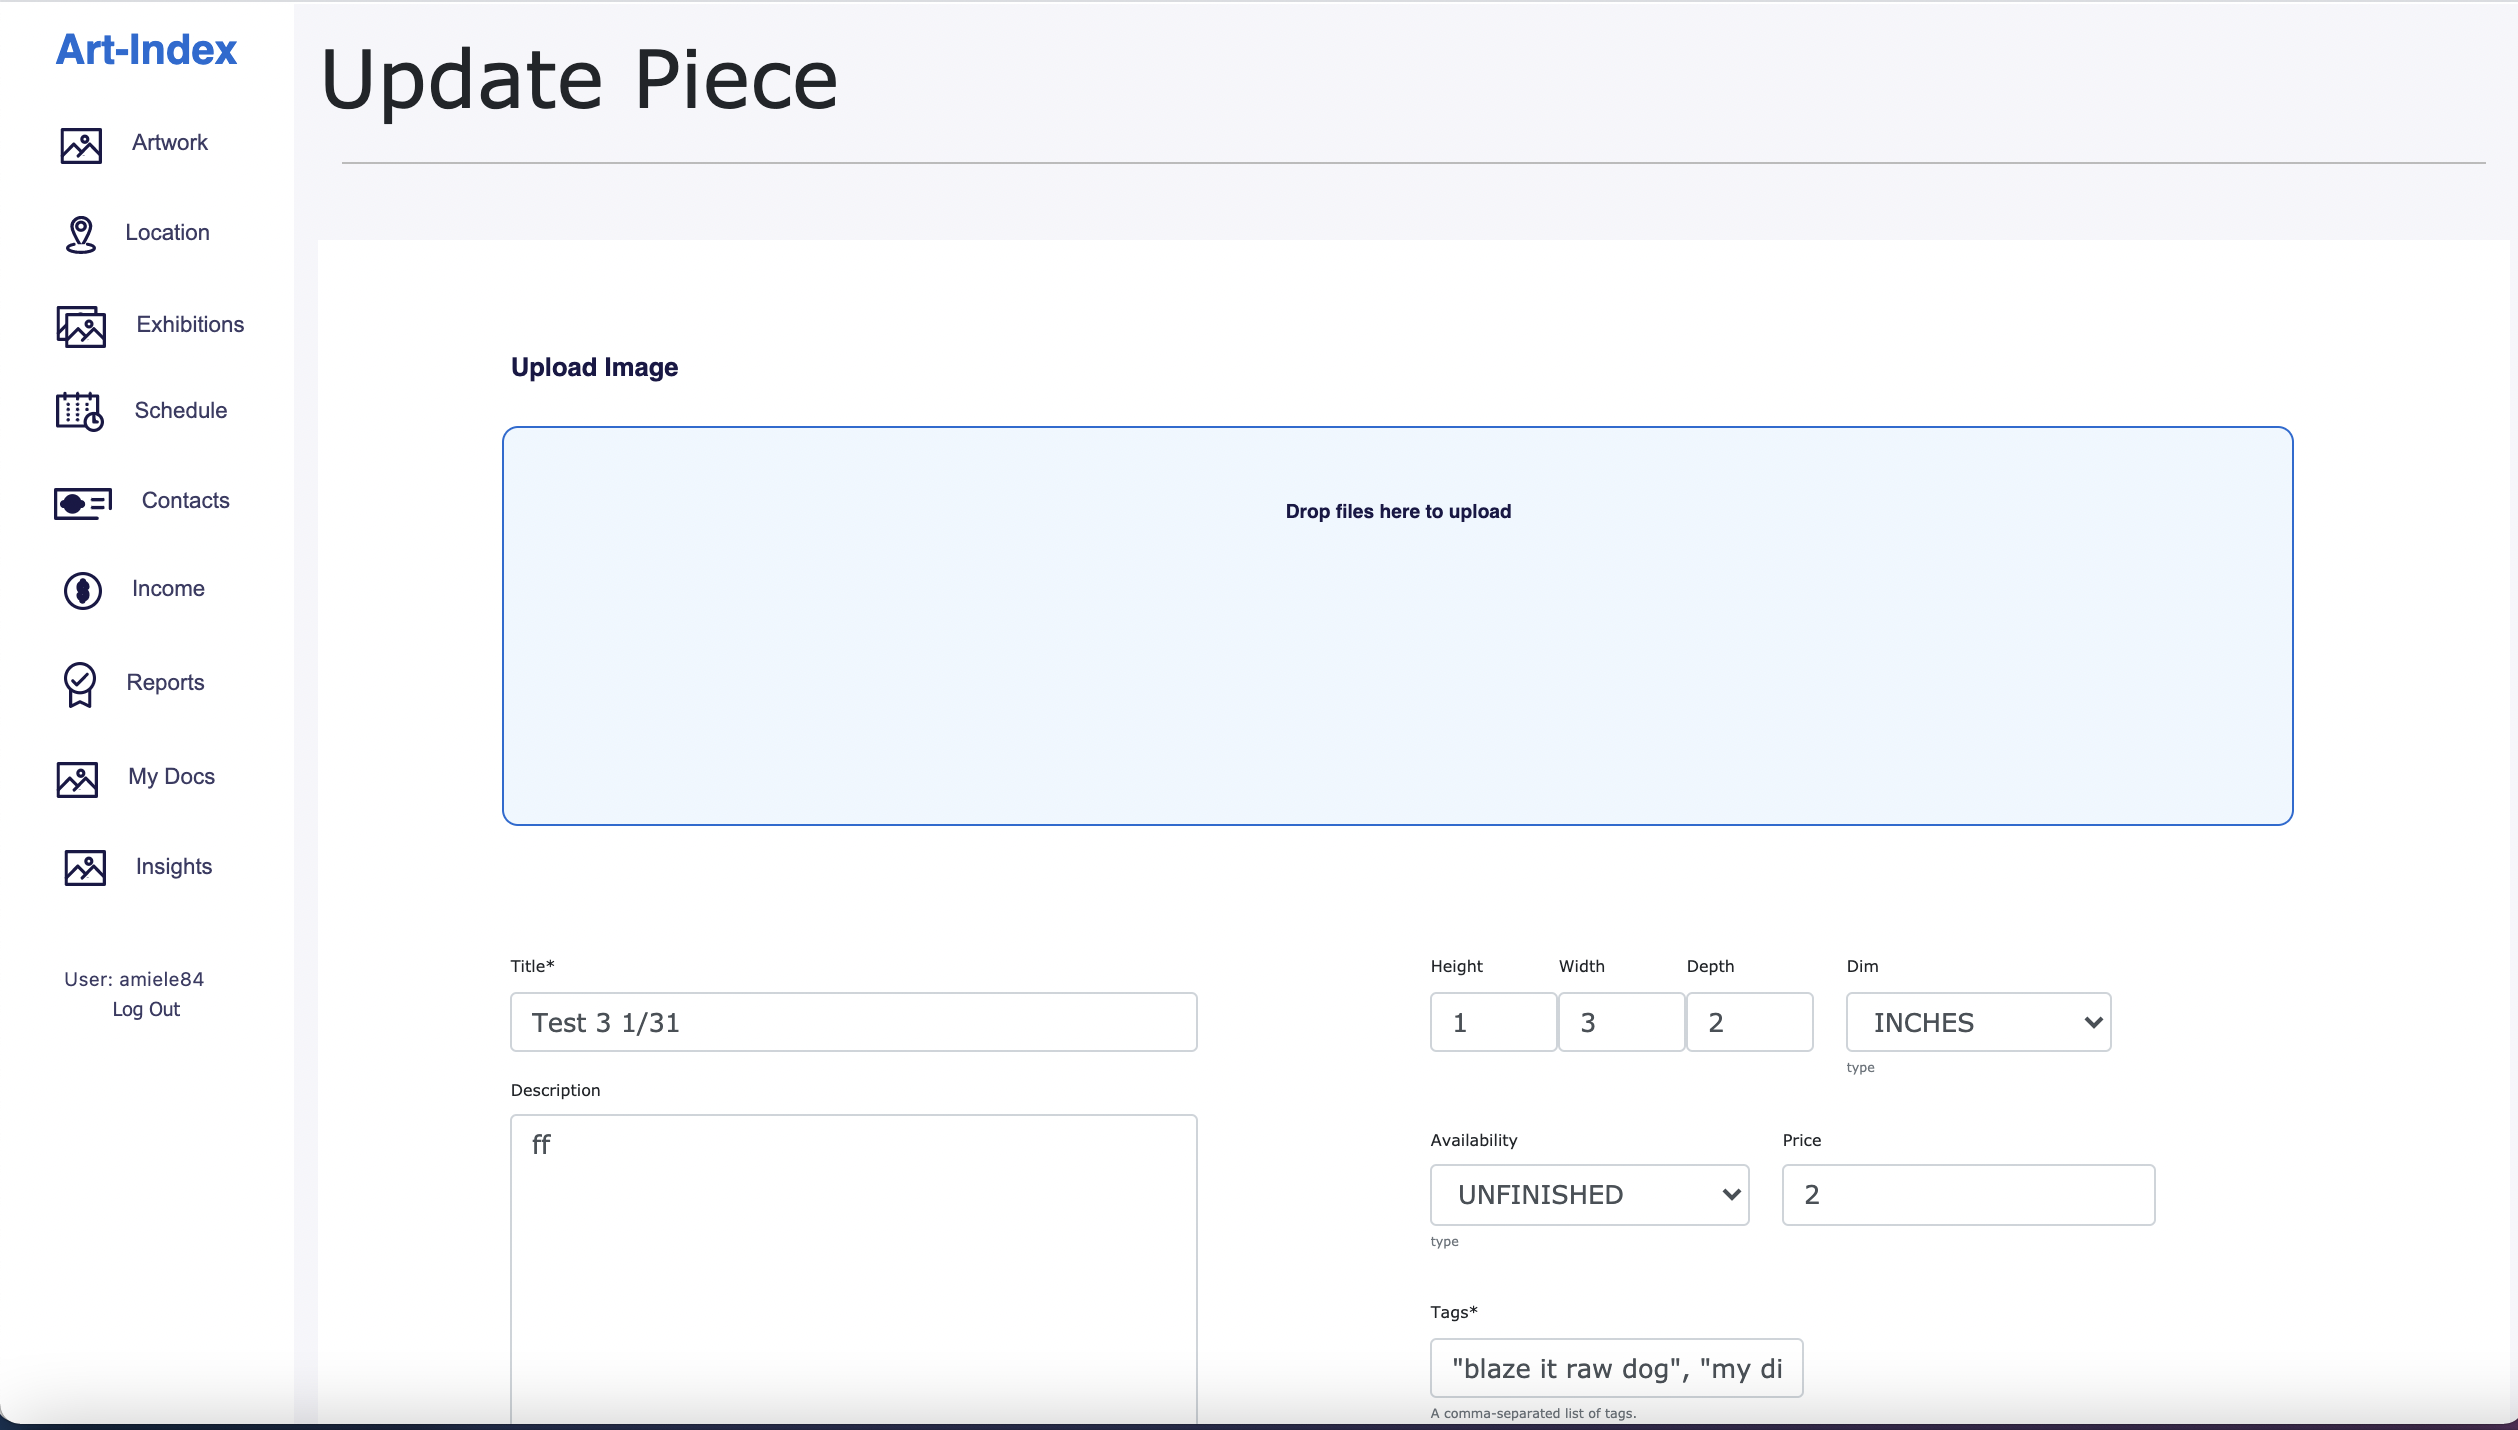 Art-Index
Artwork
Location
Exhibitions
Schedule
Contacts
Income
Reports
My Docs
Insights
User: amiele84
Log Out
Update Piece
Upload Image
Drop files here to upload
Title*
Test 3 1/31
Description
ff
Height Width Depth Dim
1 3 2 INCHES
type
Availability Price
UNFINISHED 2
type
Tags*
"blaze it raw dog", "my di
A comma-separated list of tags.